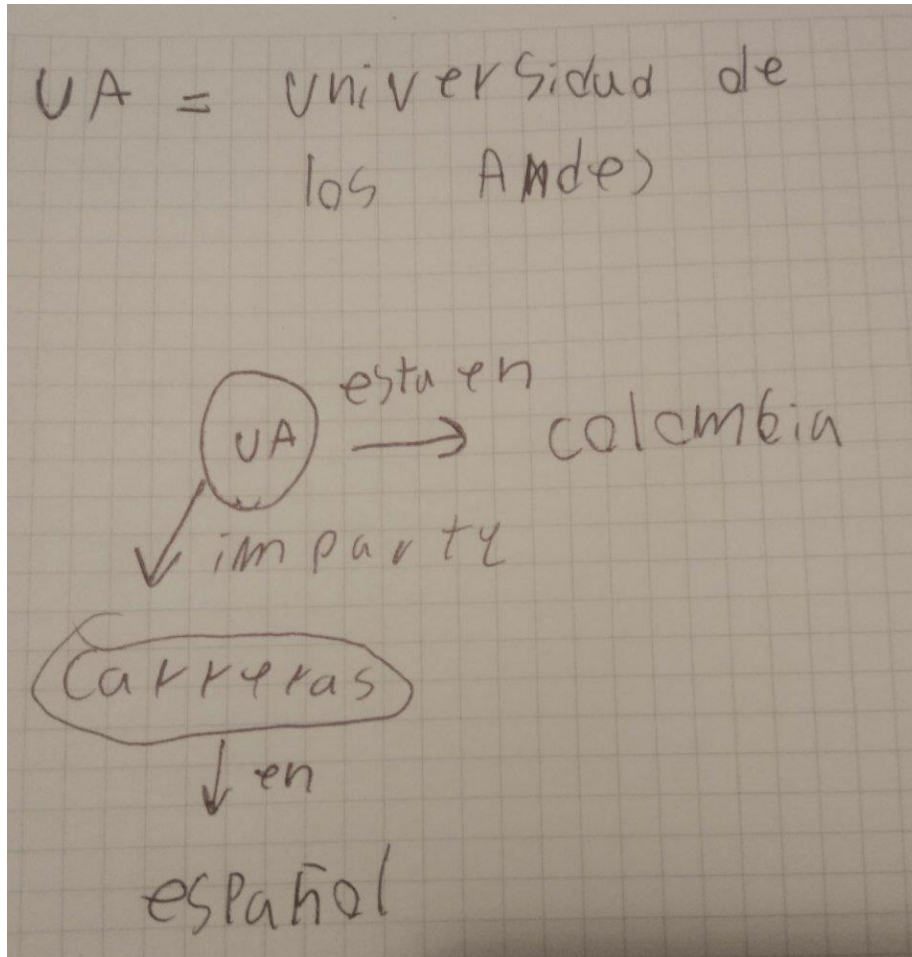 UA = Universidad de
los Andes
esta en
UA → colombia
imparte
Carreras
↓ en
español